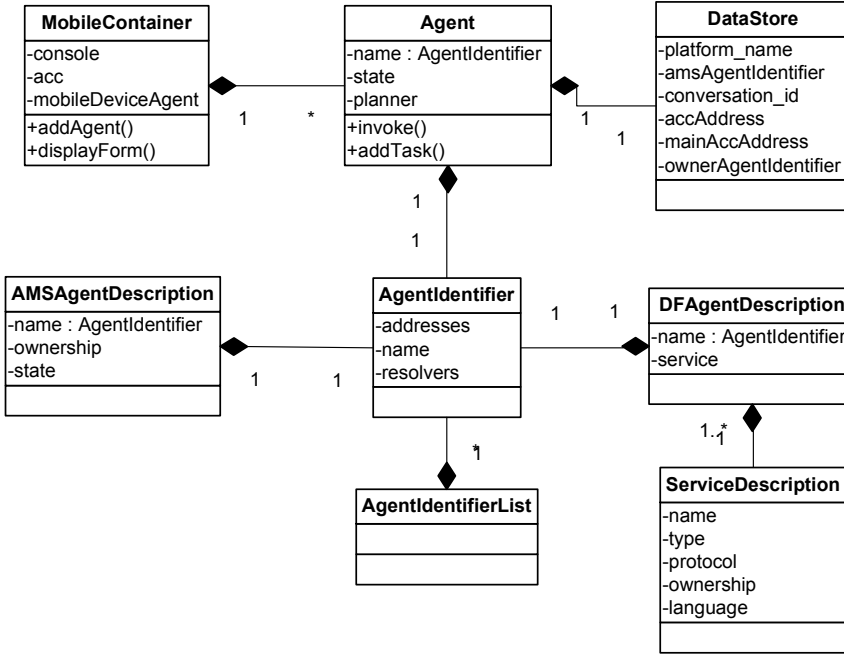 MobileContainer
-console
-acc
-mobileDeviceAgent
+addAgent()
+displayForm()
Agent
-name : AgentIdentifier
-state
-planner
+invoke()
+addTask()
DataStore
-platform_name
-amsAgentIdentifier
-conversation_id
-accAddress
-mainAccAddress
-ownerAgentIdentifier
1
*
1
1
1
1
AMSAgentDescription
-name : AgentIdentifier
-ownership
-state
AgentIdentifier
-addresses
-name
-resolvers
DFAgentDescription
-name : AgentIdentifier
-service
1
1
1
1
*
1
1..*
1
AgentIdentifierList
ServiceDescription
-name
-type
-protocol
-ownership
-language